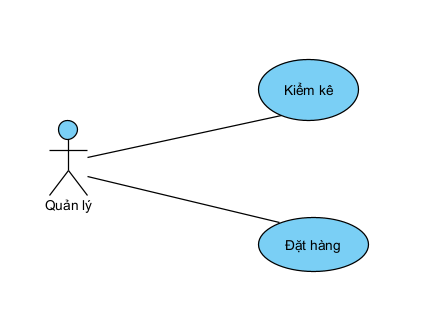 Kiểm kê
Quản lý
Đặt hàng